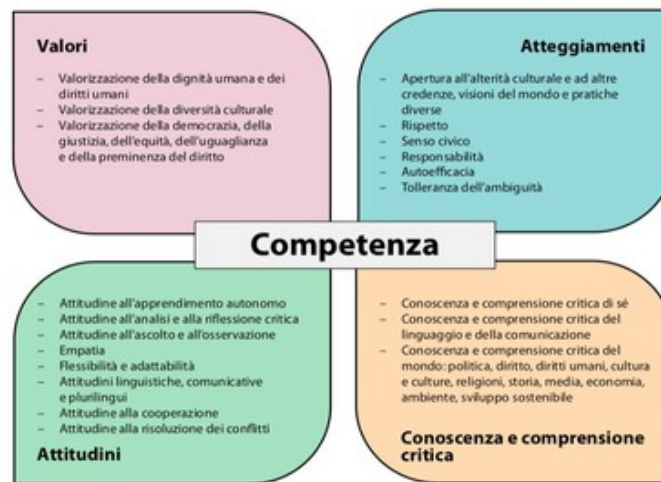 Valori
– Valorizzazione della dignità umana e dei
diritti umani
– Valorizzazione della diversità culturale
– Valorizzazione della democrazia, della
giustizia, dell'equità, dell'uguaglianza
e della preminenza del diritto
Atteggiamenti
– Apertura all'alterità culturale e ad altre
credenze, visioni del mondo e pratiche
diverse
– Rispetto
– Senso civico
– Responsabilità
– Autoefficacia
– Tolleranza dell'ambiguità
Competenza
– Attitudine all'apprendimento autonomo
– Attitudine all'analisi e alla riflessione critica
– Attitudine all'ascolto e all'osservazione
– Empatia
– Flessibilità e adattabilità
– Attitudini linguistiche, comunicative
e plurilingui
– Attitudine alla cooperazione
– Attitudine alla risoluzione dei conflitti
Attitudini
– Conoscenza e comprensione critica di sé
– Conoscenza e comprensione critica del
linguaggio e della comunicazione
– Conoscenza e comprensione critica del
mondo: politica, diritto, diritti umani, cultura
e culture, religioni, storia, media, economia,
ambiente, sviluppo sostenibile
Conoscenza e comprensione
critica